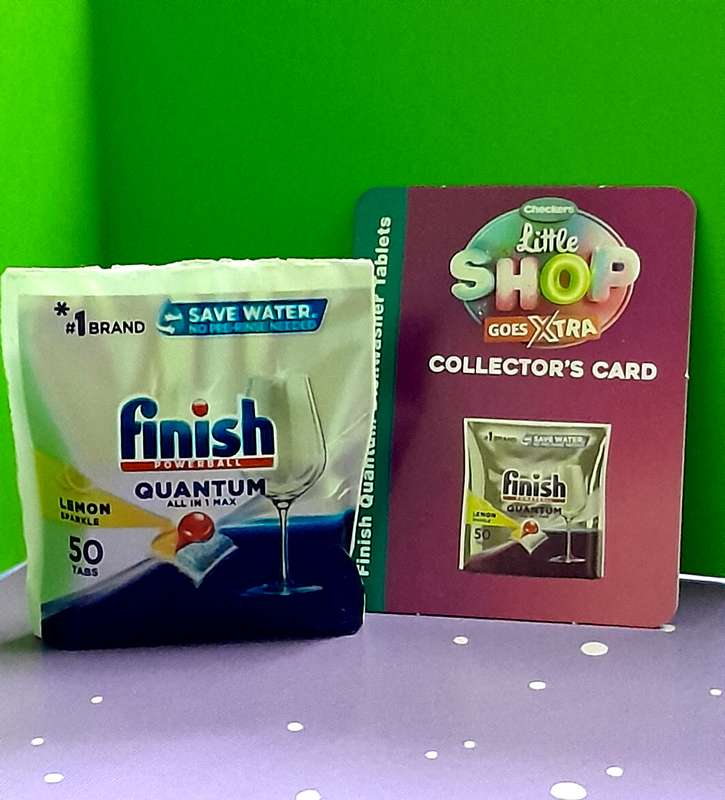 *#1 BRAND
SAVE WATER.
NO PRE-RINSE NEEDED
finish
POWERBALL
QUANTUM
ALL IN 1 MAX
LEMON
SPARKLE
50
TABS
Finish Quantum Dishwasher Tablets
Checkers
Little
SHOP
GOES XTRA
COLLECTOR'S CARD
#1 BRAND
SAVE WATER.
finish
POWERBALL
QUANTUM
LEMON
50